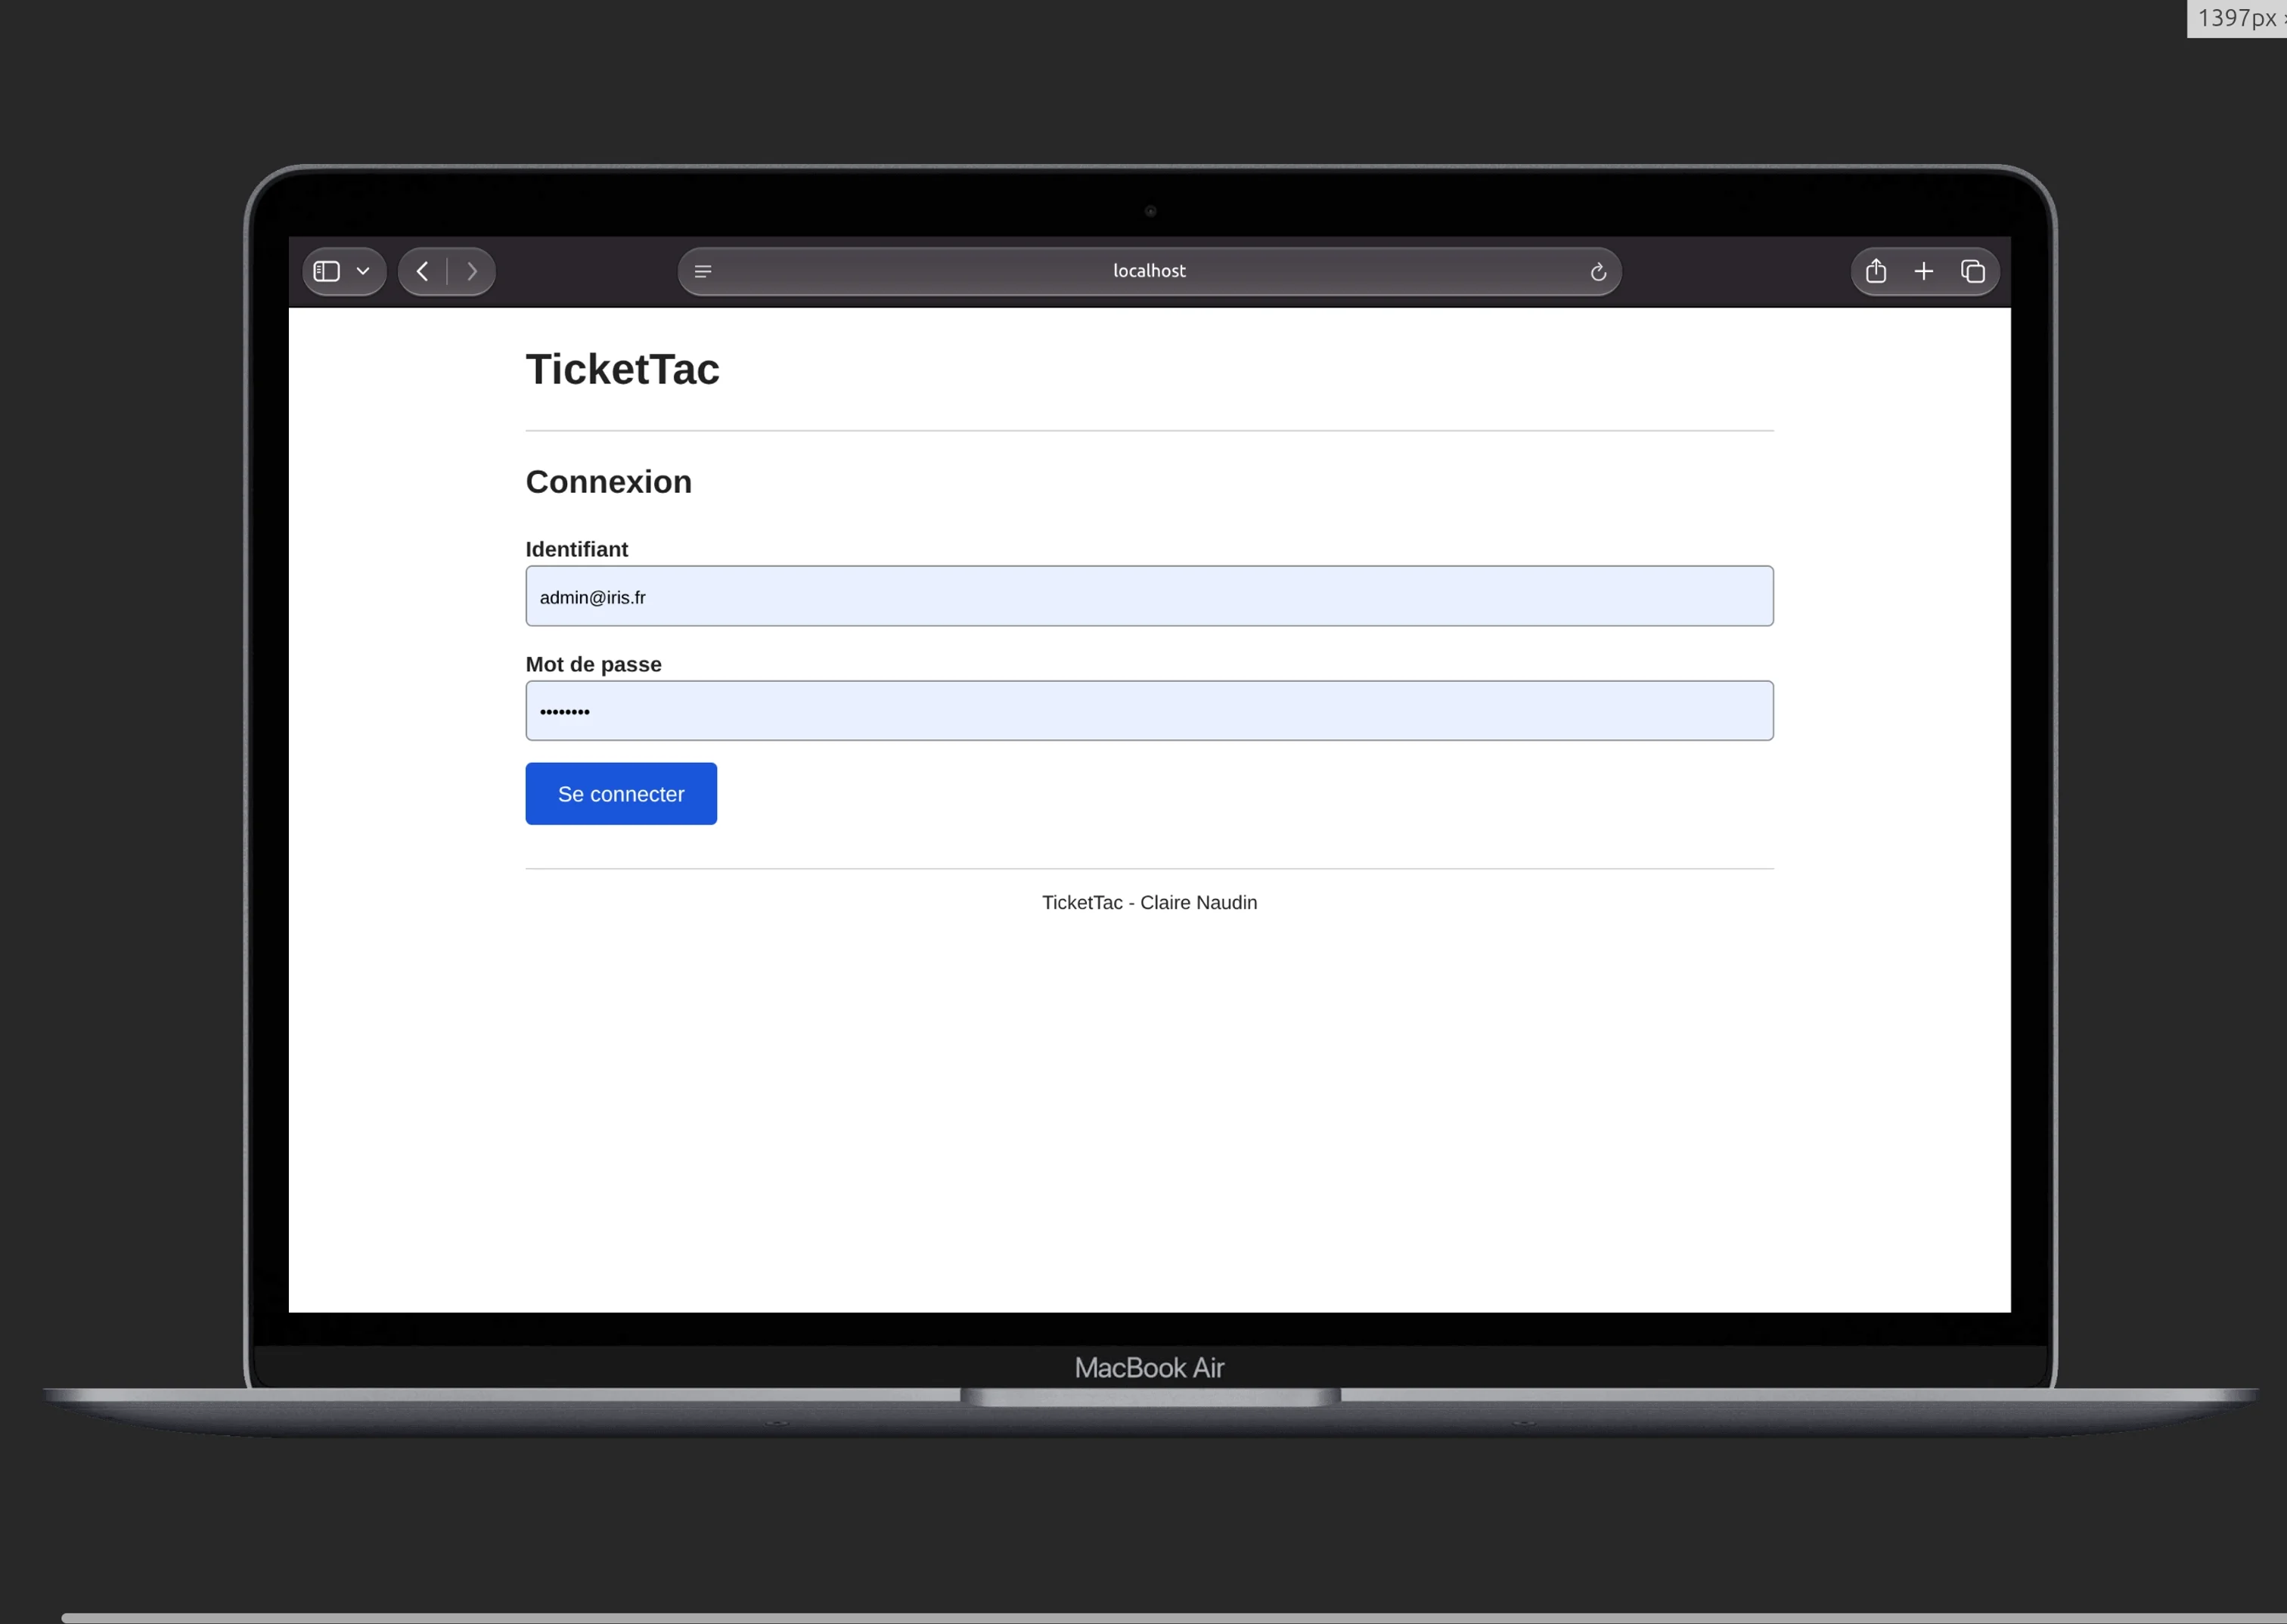 1397px
localhost
TicketTac
Connexion
Identifiant
admin@iris.fr
Mot de passe
••••••••
Se connecter
TicketTac - Claire Naudin
MacBook Air